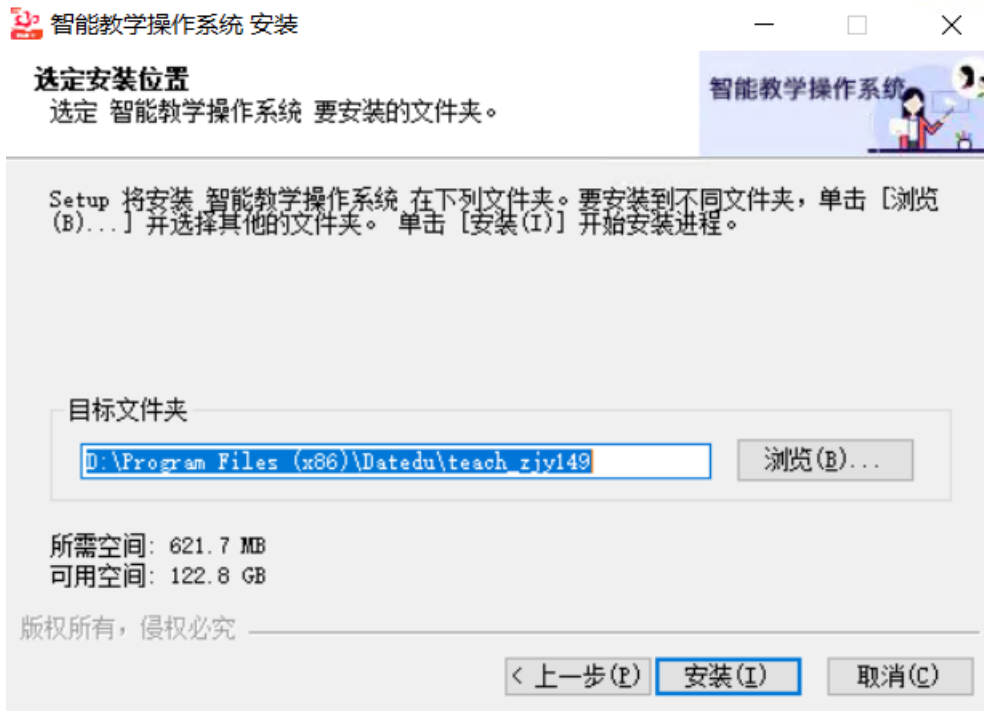 智能教学操作系统 安装
选定安装位置
选定 智能教学操作系统 要安装的文件夹。
智能教学操作系统
Setup 将安装 智能教学操作系统 在下列文件夹。要安装到不同文件夹，单击 [浏览
(B)...] 并选择其他的文件夹。 单击 [安装(I)] 开始安装进程。
目标文件夹
D:\Program Files (x86)\Datedu\teach_zjy149
浏览(B)...
所需空间: 621.7 MB
可用空间: 122.8 GB
版权所有，侵权必究
< 上一步(P)
安装(I)
取消(C)